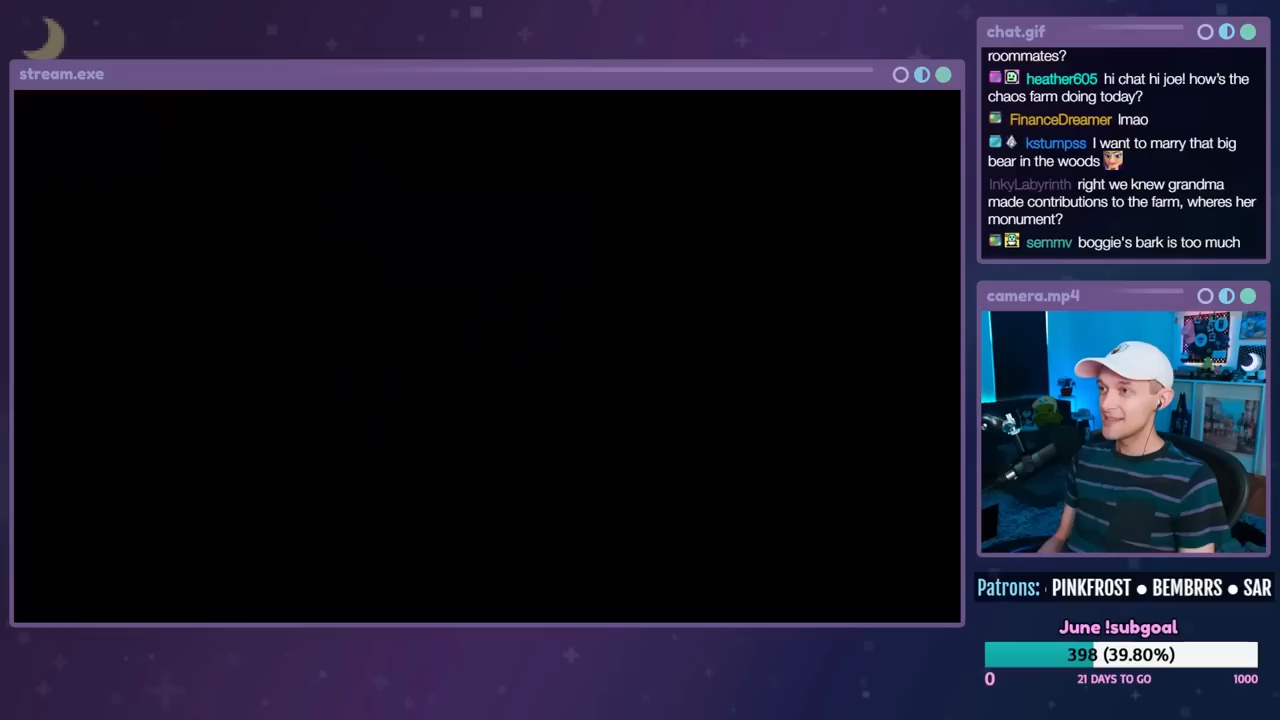 stream.exe
chat.gif
roommates?
heather605 hi chat hi joe! how's the
chaos farm doing today?
FinanceDreamer lmao
kstumpss I want to marry that big
bear in the woods
InkyLabyrinth right we knew grandma
made contributions to the farm, wheres her
monument?
semmv boggie's bark is too much
camera.mp4
Patrons: PINKFROST ● BEMBRRS ● SAR
June !subgoal
398 (39.80%)
0 21 DAYS TO GO 1000